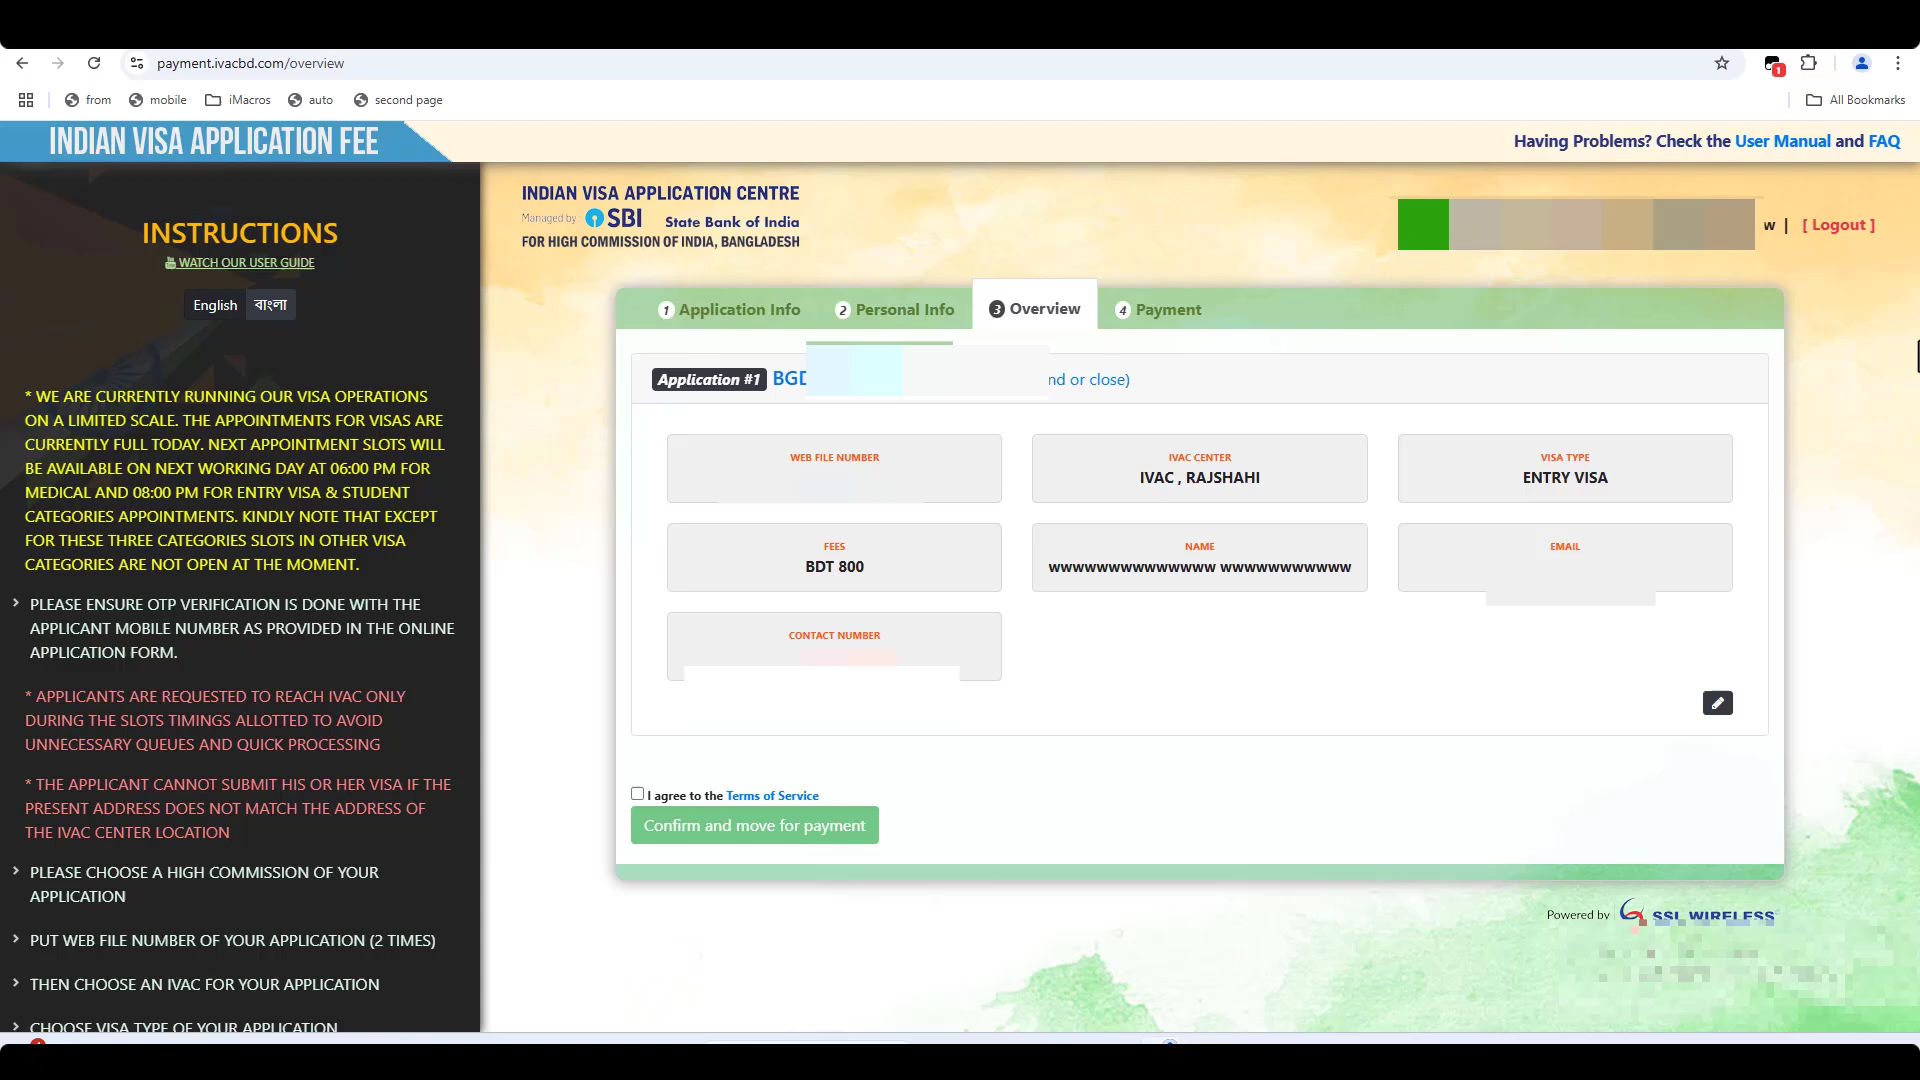 payment.ivacbd.com/overview
1
from
mobile
iMacros
auto
second page
All Bookmarks
INDIAN VISA APPLICATION FEE
Having Problems? Check the User Manual and FAQ
INSTRUCTIONS
WATCH OUR USER GUIDE
English
বাংলা
* WE ARE CURRENTLY RUNNING OUR VISA OPERATIONS
ON A LIMITED SCALE. THE APPOINTMENTS FOR VISAS ARE
CURRENTLY FULL TODAY. NEXT APPOINTMENT SLOTS WILL
BE AVAILABLE ON NEXT WORKING DAY AT 06:00 PM FOR
MEDICAL AND 08:00 PM FOR ENTRY VISA & STUDENT
CATEGORIES APPOINTMENTS. KINDLY NOTE THAT EXCEPT
FOR THESE THREE CATEGORIES SLOTS IN OTHER VISA
CATEGORIES ARE NOT OPEN AT THE MOMENT.
PLEASE ENSURE OTP VERIFICATION IS DONE WITH THE
APPLICANT MOBILE NUMBER AS PROVIDED IN THE ONLINE
APPLICATION FORM.
* APPLICANTS ARE REQUESTED TO REACH IVAC ONLY
DURING THE SLOTS TIMINGS ALLOTTED TO AVOID
UNNECESSARY QUEUES AND QUICK PROCESSING
* THE APPLICANT CANNOT SUBMIT HIS OR HER VISA IF THE
PRESENT ADDRESS DOES NOT MATCH THE ADDRESS OF
THE IVAC CENTER LOCATION
PLEASE CHOOSE A HIGH COMMISSION OF YOUR
APPLICATION
PUT WEB FILE NUMBER OF YOUR APPLICATION (2 TIMES)
THEN CHOOSE AN IVAC FOR YOUR APPLICATION
CHOOSE VISA TYPE OF YOUR APPLICATION
INDIAN VISA APPLICATION CENTRE
Managed by: SBI State Bank of India
FOR HIGH COMMISSION OF INDIA, BANGLADESH
w | [ Logout ]
1 Application Info
2 Personal Info
3 Overview
4 Payment
Application #1 BGD
nd or close)
WEB FILE NUMBER
IVAC CENTER
IVAC , RAJSHAHI
VISA TYPE
ENTRY VISA
FEES
BDT 800
NAME
wwwwwwwwwwwwww wwwwwwwwwww
EMAIL
CONTACT NUMBER
I agree to the Terms of Service
Confirm and move for payment
Powered by SSL WIRELESS